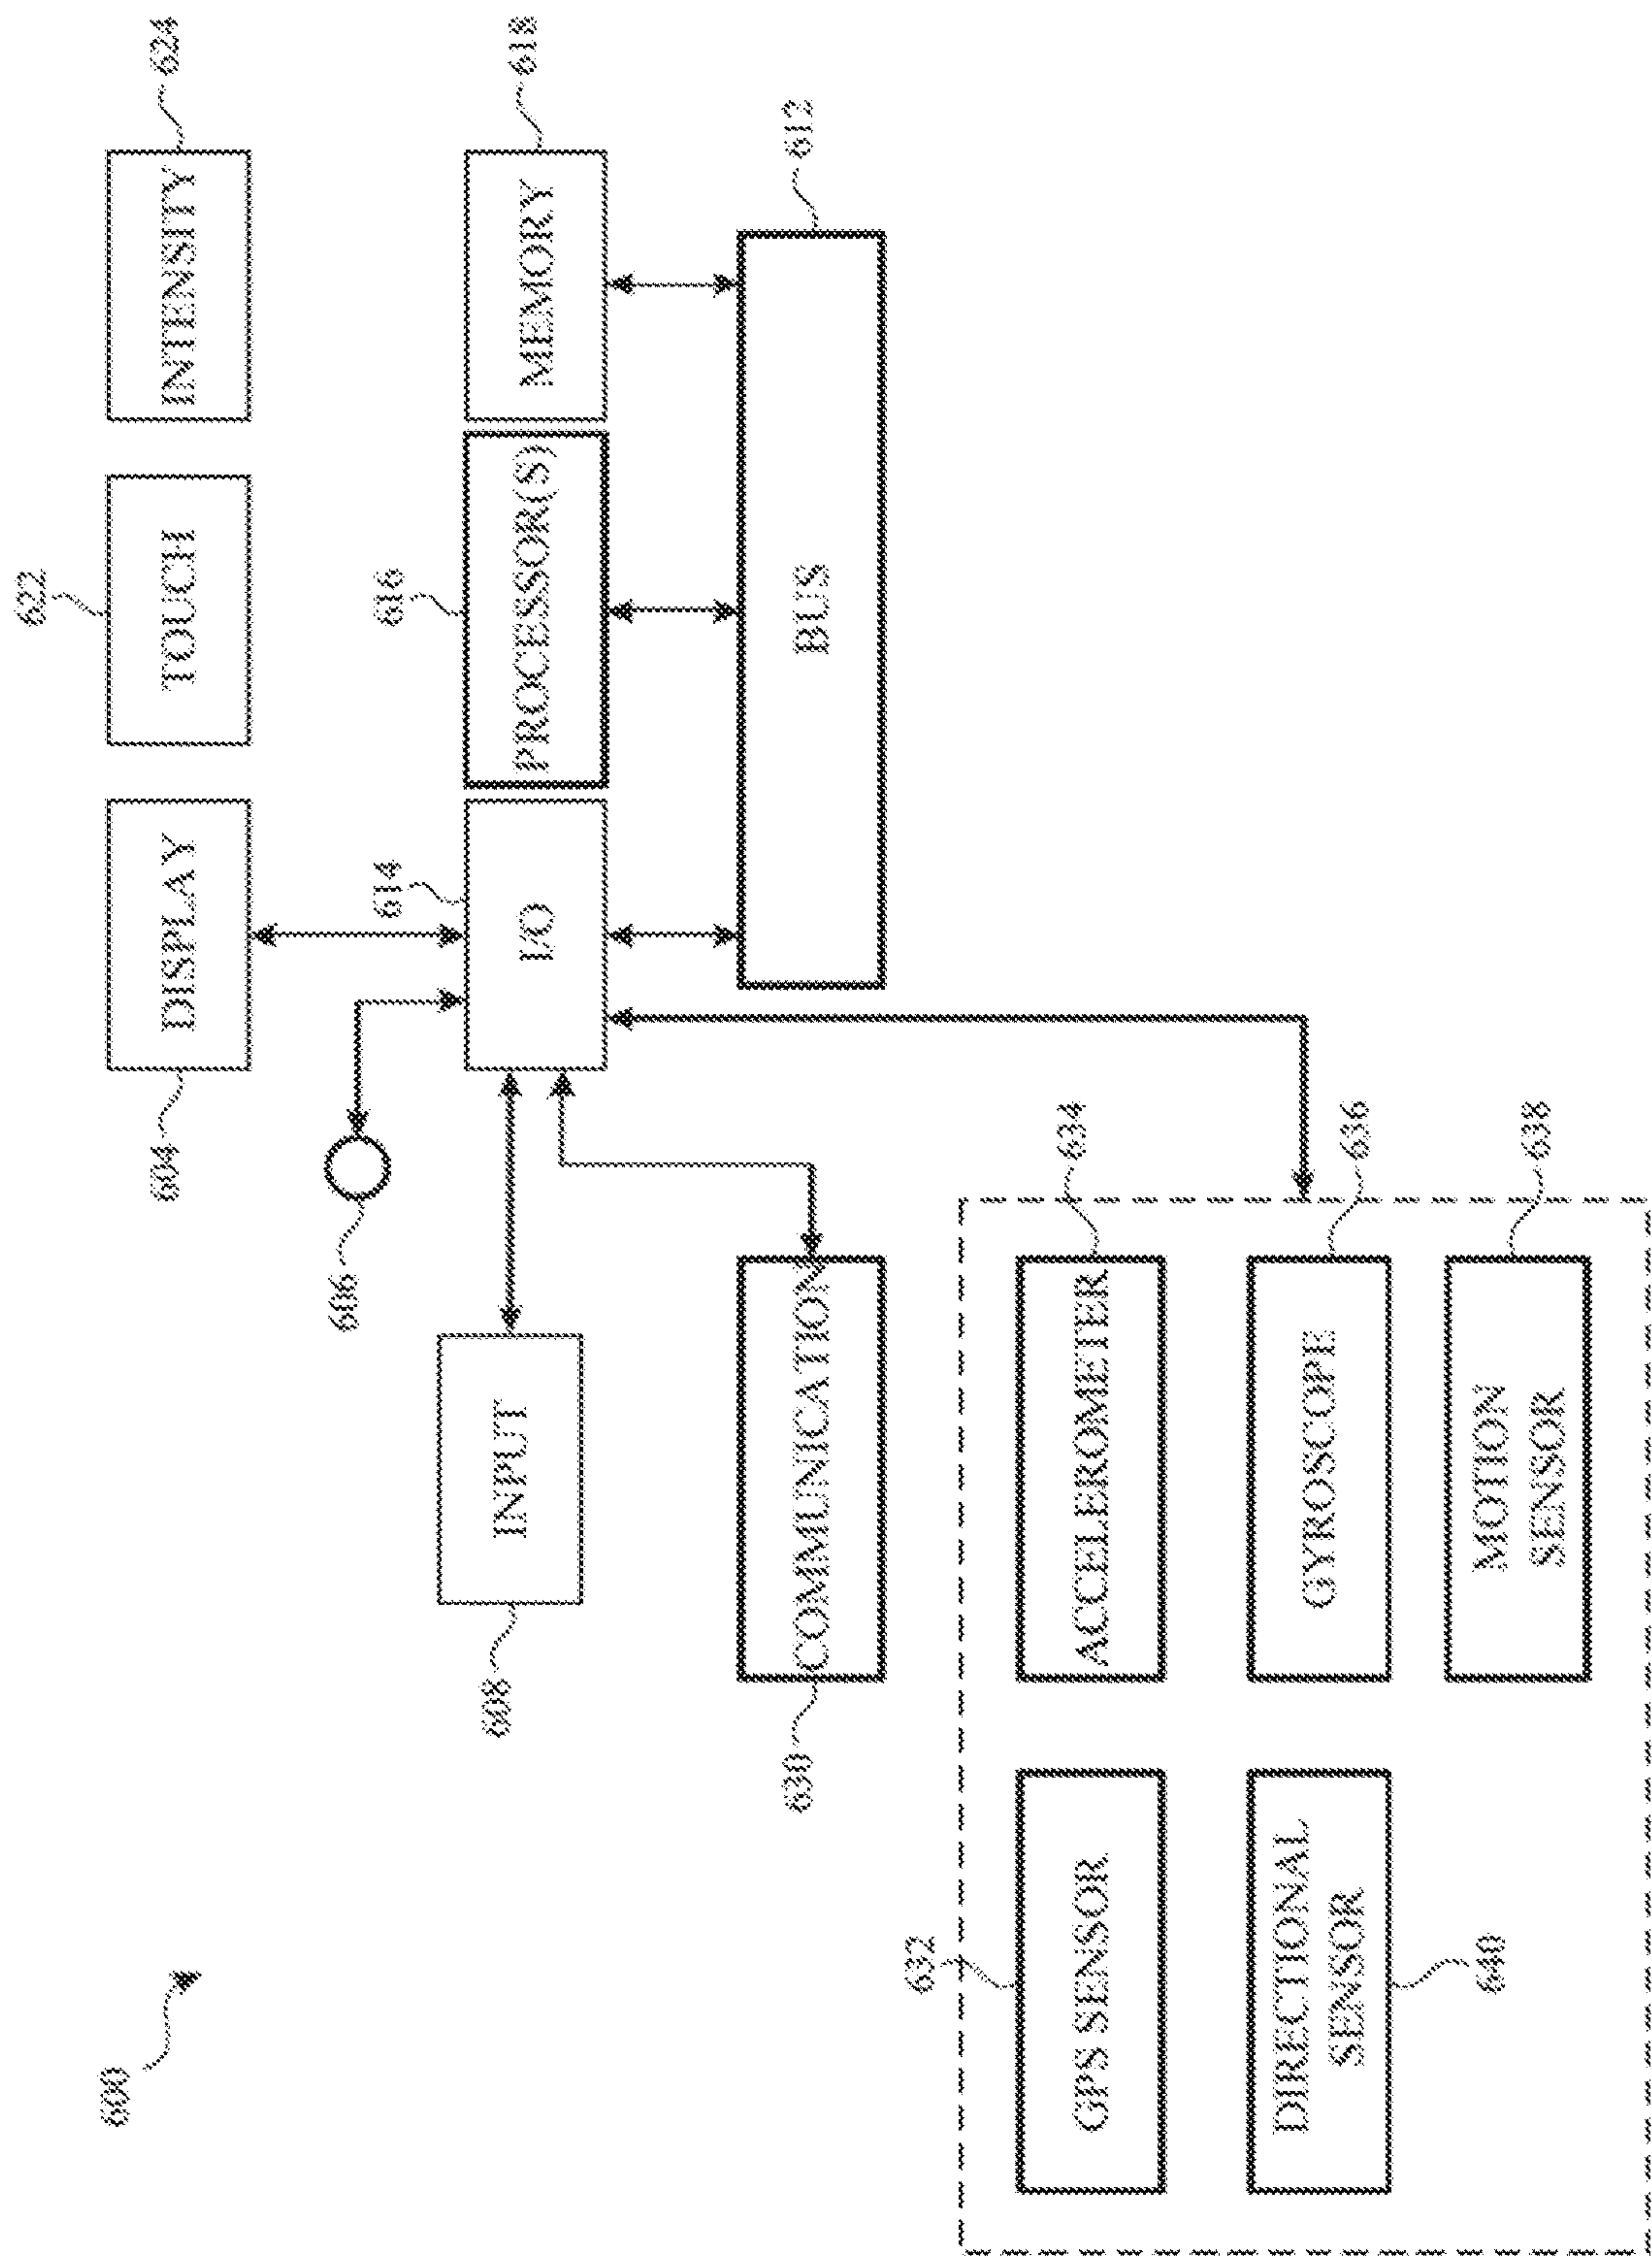 622
600
604
DISPLAY
TOUCH
INTENSITY
624
606
614
616
608
INPUT
I/O
PROCESSOR(S)
MEMORY
618
630
COMMUNICATION
BUS
612
632
GPS SENSOR
ACCELEROMETER
634
DIRECTIONAL
SENSOR
GYROSCOPE
636
640
MOTION
SENSOR
638